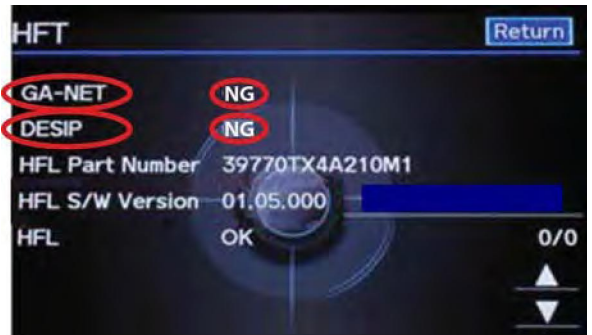 HFT Return
GA-NET NG
DESIP NG
HFL Part Number 39770TX4A210M1
HFL S/W Version 01.05.000
HFL OK 0/0